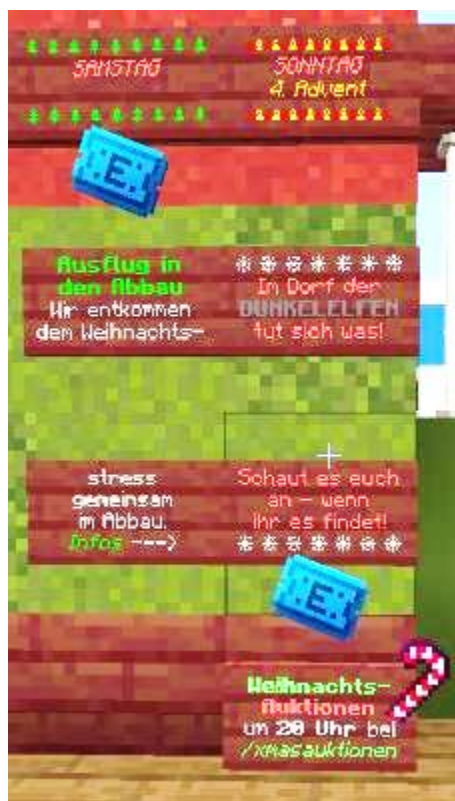 SAMSTAG
E
Ausflug in
den Abbau
Wir entkommen
dem Weihnachts-
stress
gemeinsam
im Abbau.
Infos --->
SONNTAG
4. Advent
Im Dorf der
DUNKELELFEN
tut sich was!
Schaut es euch
an - wenn
ihr es findet!
E
Weihnachts-
Auktionen
um 20 Uhr bei
/xmasauktionen